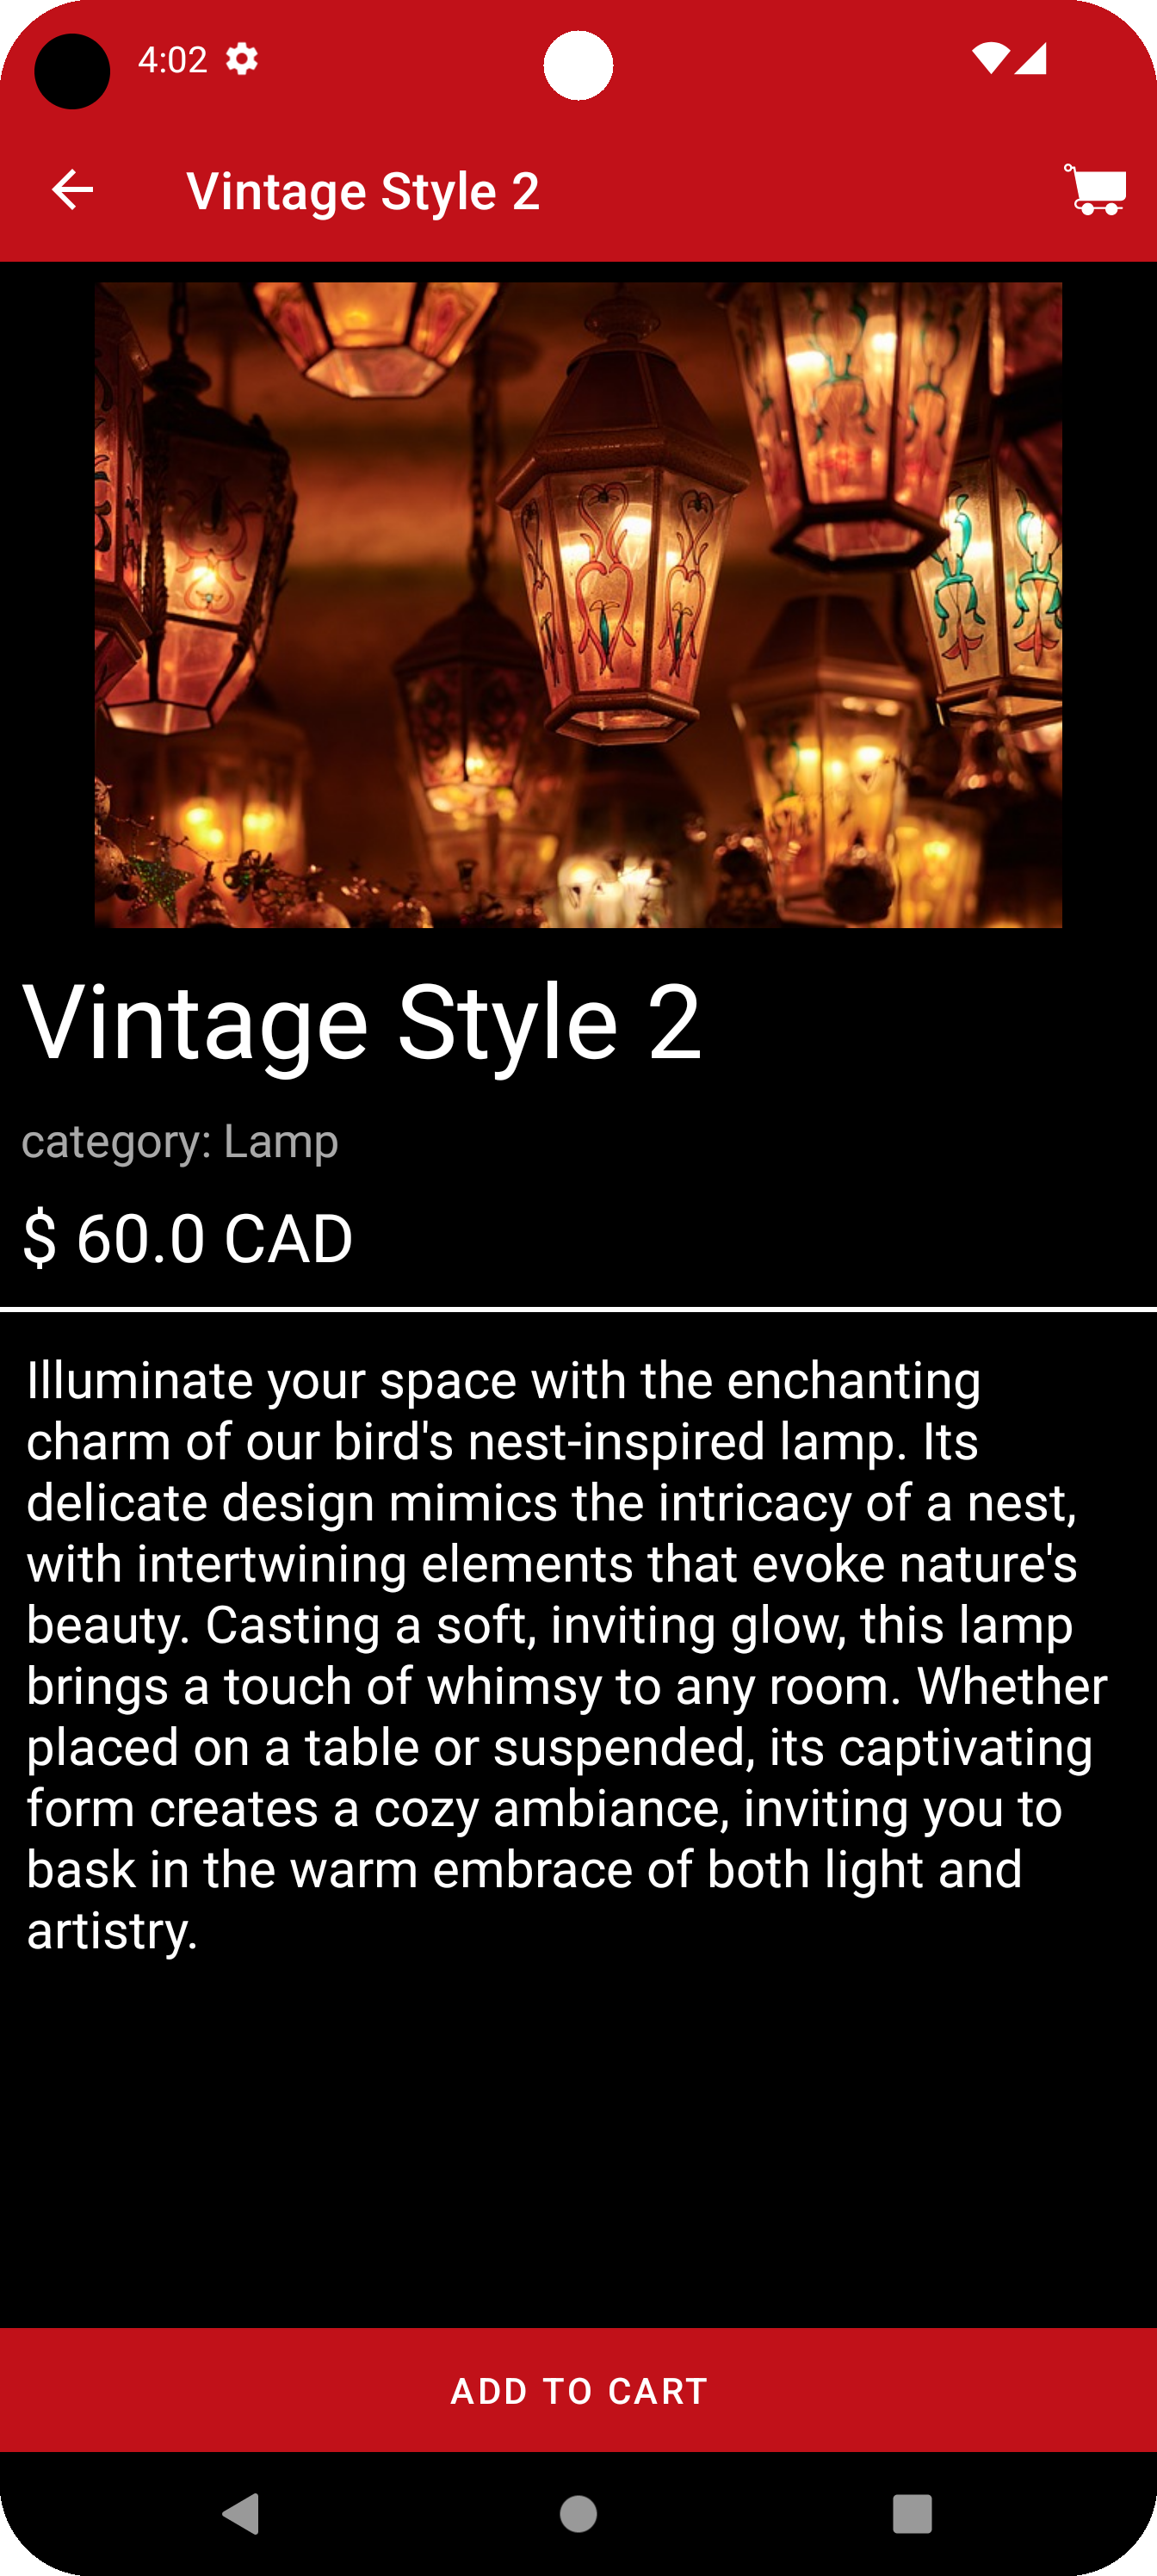 4:02
Vintage Style 2
Vintage Style 2
category: Lamp
$ 60.0 CAD
Illuminate your space with the enchanting
charm of our bird's nest-inspired lamp. Its
delicate design mimics the intricacy of a nest,
with intertwining elements that evoke nature's
beauty. Casting a soft, inviting glow, this lamp
brings a touch of whimsy to any room. Whether
placed on a table or suspended, its captivating
form creates a cozy ambiance, inviting you to
bask in the warm embrace of both light and
artistry.
ADD TO CART